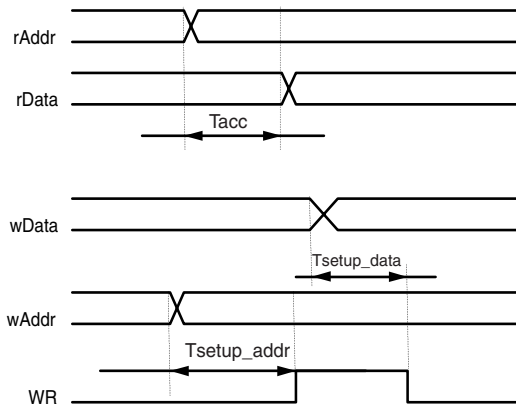 rAddr
rData
Tacc
wData
Tsetup_data
wAddr
Tsetup_addr
WR